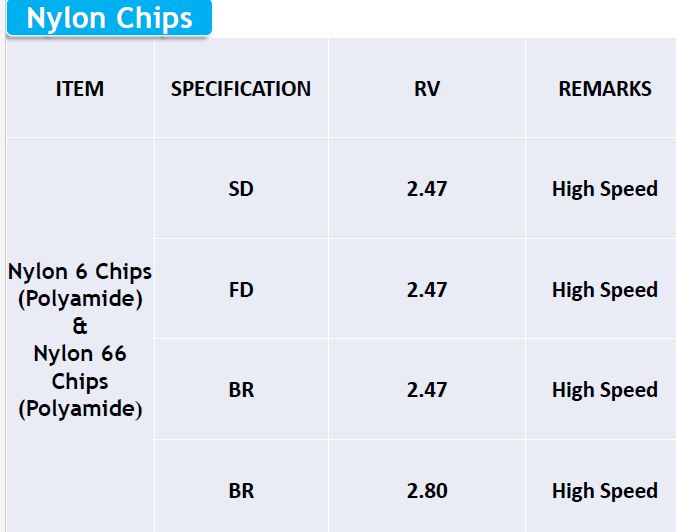 Nylon Chips
ITEM SPECIFICATION RV REMARKS
SD 2.47 High Speed
Nylon 6 Chips
(Polyamide)
&
Nylon 66
Chips
(Polyamide)
FD 2.47 High Speed
BR 2.47 High Speed
BR 2.80 High Speed